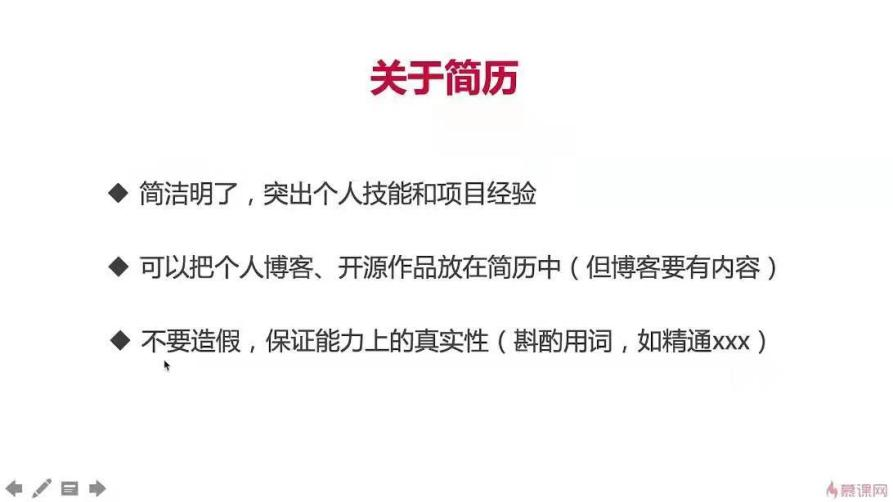 关于简历
◆ 简洁明了，突出个人技能和项目经验
◆ 可以把个人博客、开源作品放在简历中（但博客要有内容）
◆ 不要造假，保证能力上的真实性（斟酌用词，如精通xxx）
慕课网